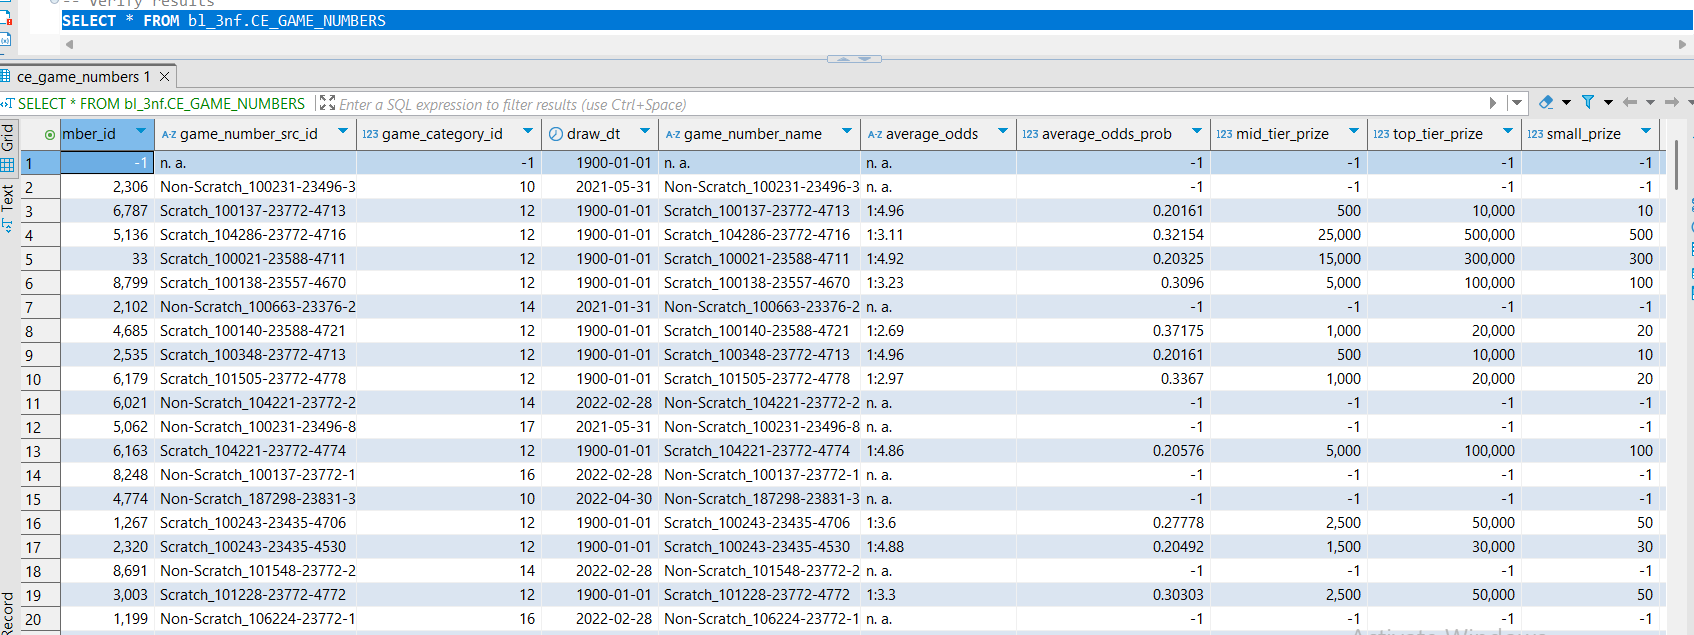 -- Verify results
SELECT * FROM bl_3nf.CE_GAME_NUMBERS
ce_game_numbers 1
SELECT * FROM bl_3nf.CE_GAME_NUMBERS Enter a SQL expression to filter results (use Ctrl+Space)
Grid
Text
Record
mber_id A-Z game_number_src_id 123 game_category_id draw_dt A-Z game_number_name A-Z average_odds 123 average_odds_prob 123 mid_tier_prize 123 top_tier_prize 123 small_prize
1 -1 n. a. -1 1900-01-01 n. a. n. a. -1 -1 -1 -1
2 2,306 Non-Scratch_100231-23496-3 10 2021-05-31 Non-Scratch_100231-23496-3 n. a. -1 -1 -1 -1
3 6,787 Scratch_100137-23772-4713 12 1900-01-01 Scratch_100137-23772-4713 1:4.96 0.20161 500 10,000 10
4 5,136 Scratch_104286-23772-4716 12 1900-01-01 Scratch_104286-23772-4716 1:3.11 0.32154 25,000 500,000 500
5 33 Scratch_100021-23588-4711 12 1900-01-01 Scratch_100021-23588-4711 1:4.92 0.20325 15,000 300,000 300
6 8,799 Scratch_100138-23557-4670 12 1900-01-01 Scratch_100138-23557-4670 1:3.23 0.3096 5,000 100,000 100
7 2,102 Non-Scratch_100663-23376-2 14 2021-01-31 Non-Scratch_100663-23376-2 n. a. -1 -1 -1 -1
8 4,685 Scratch_100140-23588-4721 12 1900-01-01 Scratch_100140-23588-4721 1:2.69 0.37175 1,000 20,000 20
9 2,535 Scratch_100348-23772-4713 12 1900-01-01 Scratch_100348-23772-4713 1:4.96 0.20161 500 10,000 10
10 6,179 Scratch_101505-23772-4778 12 1900-01-01 Scratch_101505-23772-4778 1:2.97 0.3367 1,000 20,000 20
11 6,021 Non-Scratch_104221-23772-2 14 2022-02-28 Non-Scratch_104221-23772-2 n. a. -1 -1 -1 -1
12 5,062 Non-Scratch_100231-23496-8 17 2021-05-31 Non-Scratch_100231-23496-8 n. a. -1 -1 -1 -1
13 6,163 Scratch_104221-23772-4774 12 1900-01-01 Scratch_104221-23772-4774 1:4.86 0.20576 5,000 100,000 100
14 8,248 Non-Scratch_100137-23772-1 16 2022-02-28 Non-Scratch_100137-23772-1 n. a. -1 -1 -1 -1
15 4,774 Non-Scratch_187298-23831-3 10 2022-04-30 Non-Scratch_187298-23831-3 n. a. -1 -1 -1 -1
16 1,267 Scratch_100243-23435-4706 12 1900-01-01 Scratch_100243-23435-4706 1:3.6 0.27778 2,500 50,000 50
17 2,320 Scratch_100243-23435-4530 12 1900-01-01 Scratch_100243-23435-4530 1:4.88 0.20492 1,500 30,000 30
18 8,691 Non-Scratch_101548-23772-2 14 2022-02-28 Non-Scratch_101548-23772-2 n. a. -1 -1 -1 -1
19 3,003 Scratch_101228-23772-4772 12 1900-01-01 Scratch_101228-23772-4772 1:3.3 0.30303 2,500 50,000 50
20 1,199 Non-Scratch_106224-23772-1 16 2022-02-28 Non-Scratch_106224-23772-1 n. a. -1 -1 -1 -1